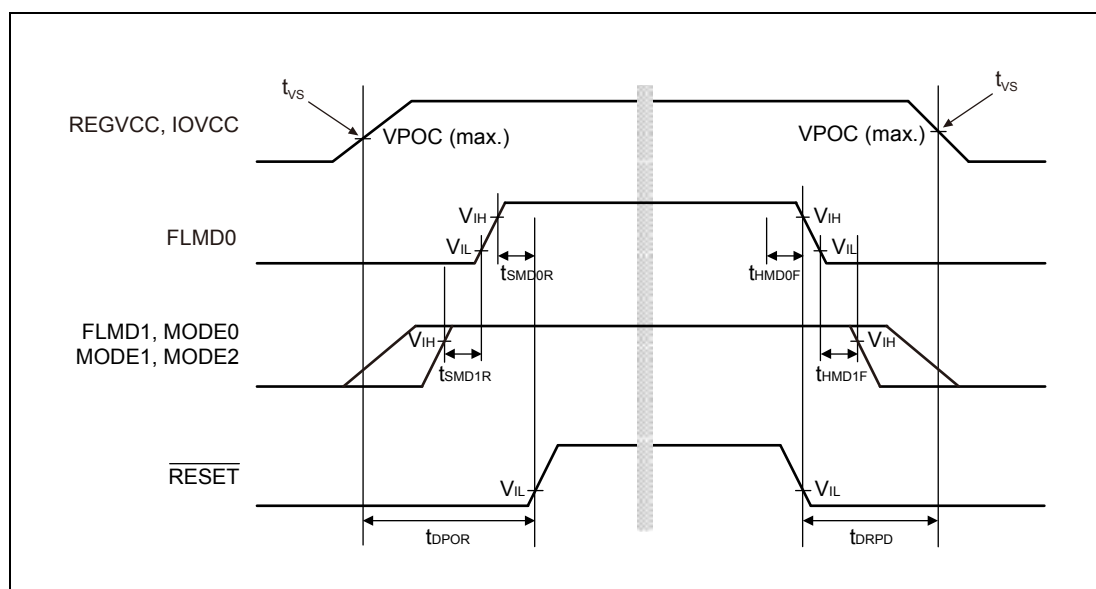 tVS
tVS
REGVCC, IOVCC
VPOC (max.)
VPOC (max.)
VIH
VIH
FLMD0
VIL
VIL
tSMD0R
tHMD0F
FLMD1, MODE0
MODE1, MODE2
VIH
VIH
tSMD1R
tHMD1F
RESET
VIL
VIL
tDPOR
tDRPD